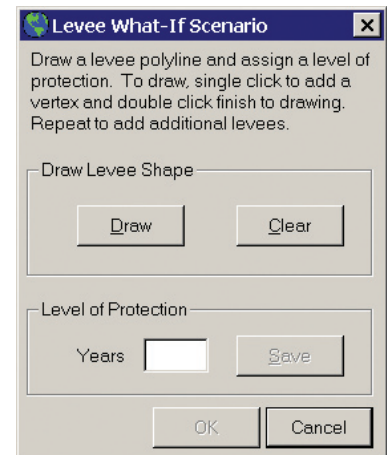 Levee What-If Scenario
Draw a levee polyline and assign a level of
protection. To draw, single click to add a
vertex and double click finish to drawing.
Repeat to add additional levees.
Draw Levee Shape
Draw Clear
Level of Protection
Years Save
OK Cancel